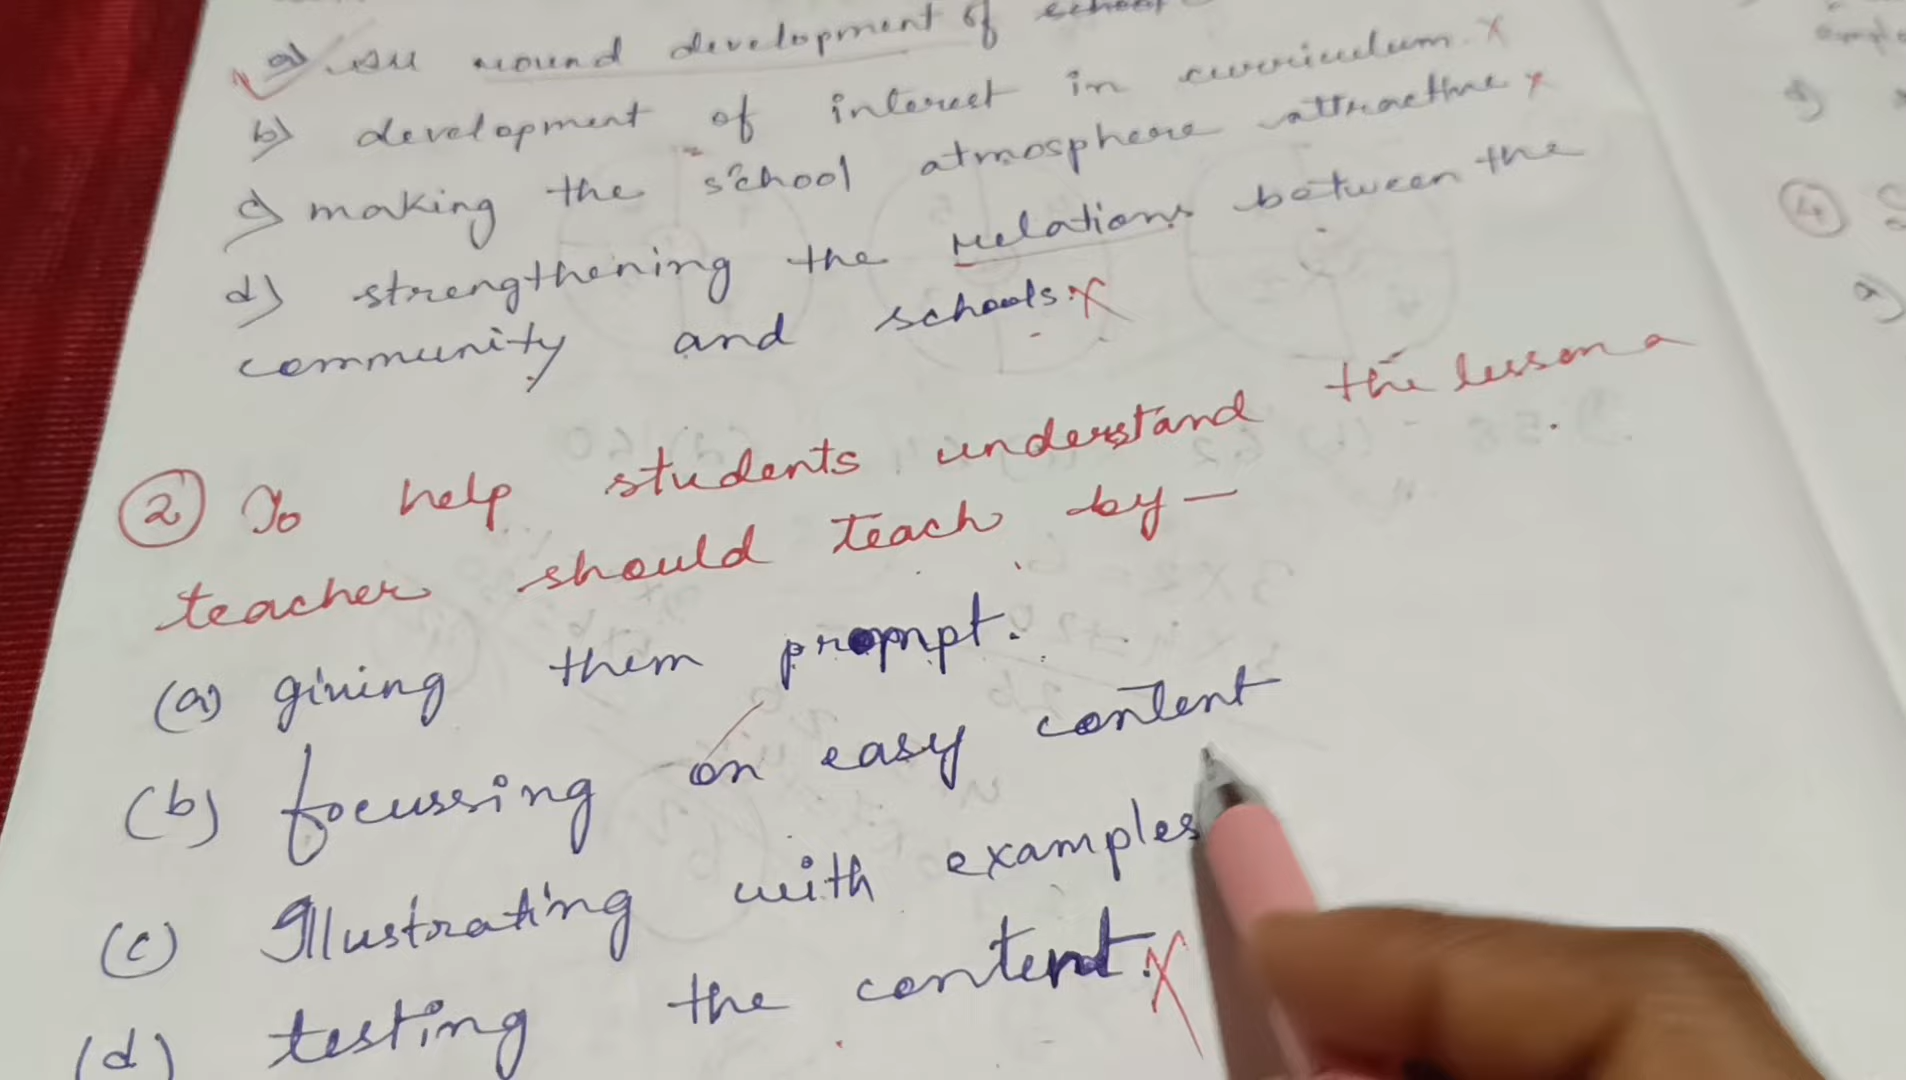 a) All round development of school
b) development of interest in curriculum. x
c) making the school atmosphere attractive x
d) strengthening the relations between the
community and schools. x
② To help students understand the lesson a
teacher should teach by —
(a) giving them prompt.
(b) focussing on easy content
(c) Illustrating with examples
(d) testing the content. x
4
a)